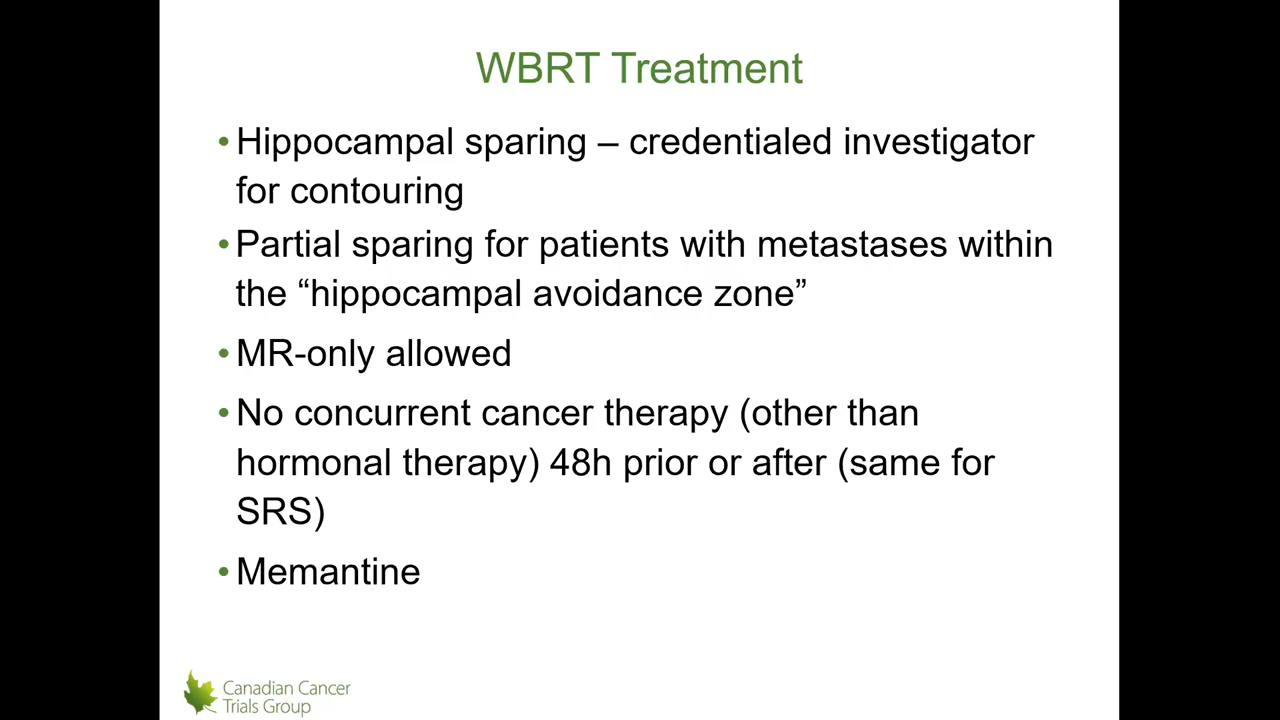 WBRT Treatment
•Hippocampal sparing – credentialed investigator
for contouring
•Partial sparing for patients with metastases within
the “hippocampal avoidance zone”
•MR-only allowed
•No concurrent cancer therapy (other than
hormonal therapy) 48h prior or after (same for
SRS)
•Memantine
Canadian Cancer
Trials Group